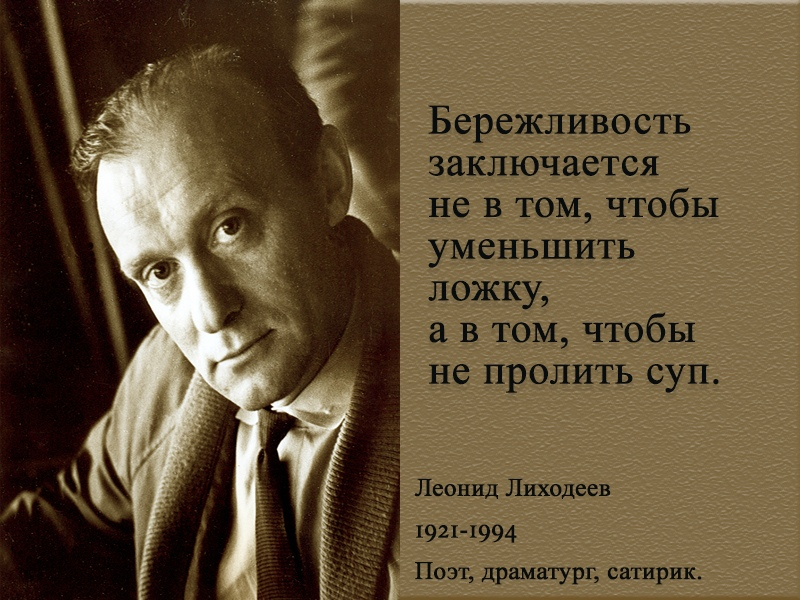 Бережливость
заключается
не в том, чтобы
уменьшить
ложку,
а в том, чтобы
не пролить суп.
Леонид Лиходеев
1921-1994
Поэт, драматург, сатирик.